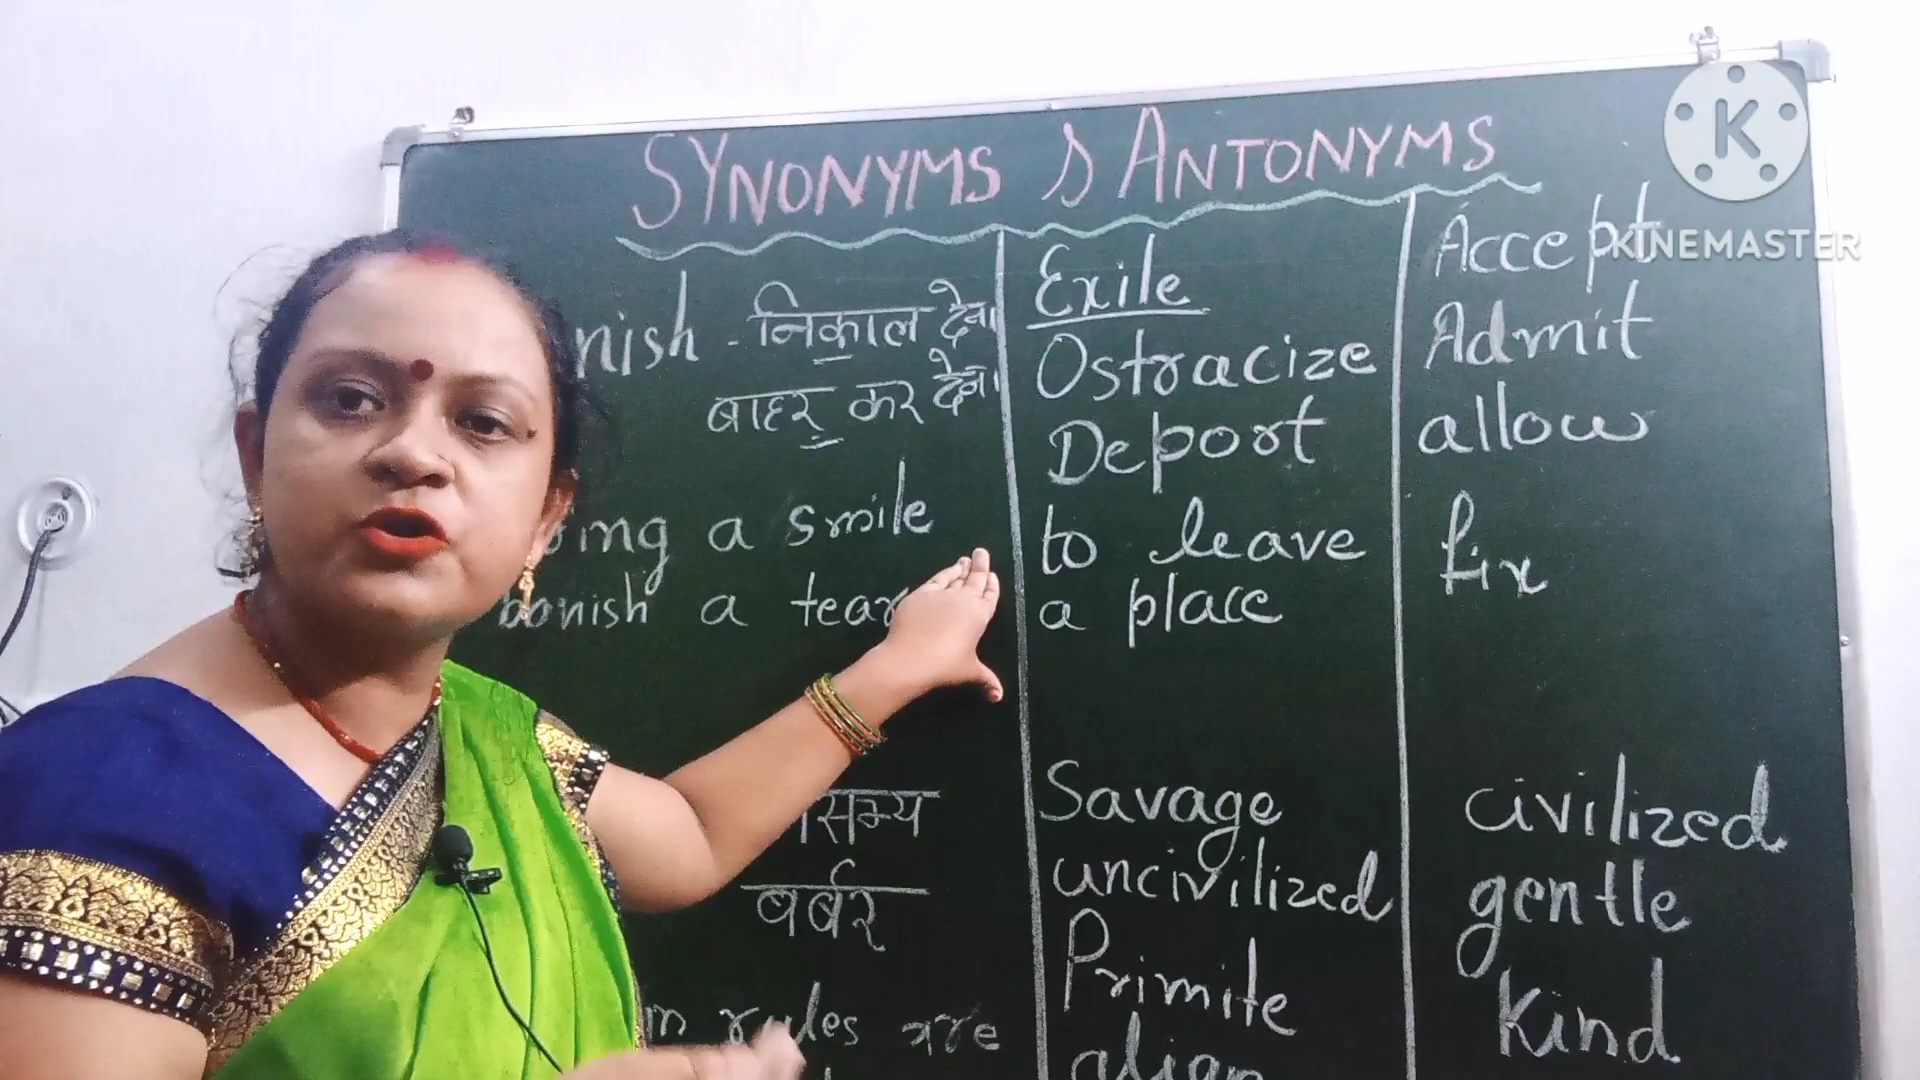 SYNONYMS & ANTONYMS
K
KINEMASTER
nish - निकाल देना
बाहर कर देना
a smile
banish a tear
Exile
Ostracize
Deport
to leave
a place
Accept
Admit
allow
fix
सभ्य
बर्बर
rules are
Savage
uncivilized
Primite
align
civilized
gentle
Kind